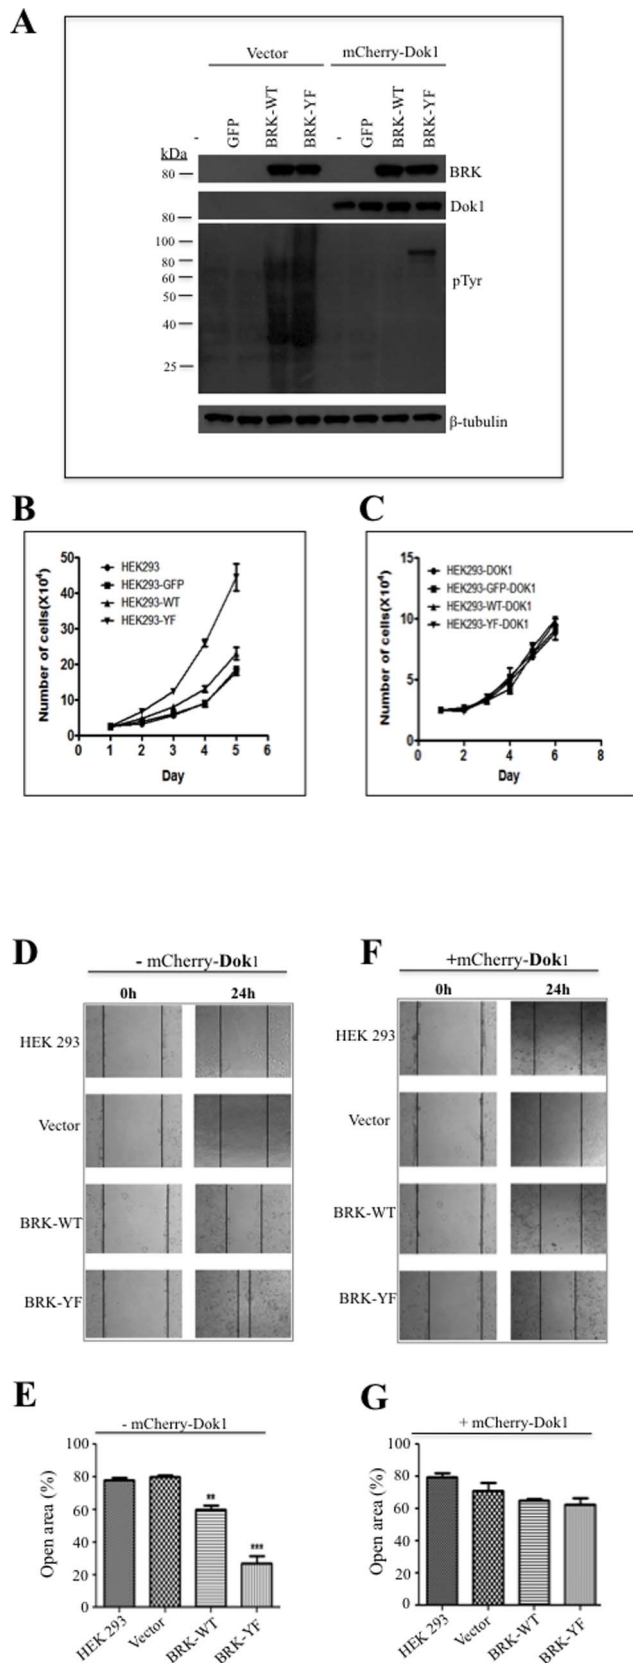 A
Vector mCherry-Dok1
- GFP BRK-WT BRK-YF - GFP BRK-WT BRK-YF
kDa
80 BRK
Dok1
80
100
80
60
50
40
25
pTyr
β-tubulin
B
Number of cells(X10⁴)
50
40
30
20
10
0
0 1 2 3 4 5 6
Day
HEK293
HEK293-GFP
HEK293-WT
HEK293-YF
C
Number of cells(X10⁴)
15
10
5
0
0 2 4 6 8
Day
HEK293-DOK1
HEK293-GFP-DOK1
HEK293-WT-DOK1
HEK293-YF-DOK1
D
- mCherry-Dok1
0h 24h
HEK 293
Vector
BRK-WT
BRK-YF
F
+mCherry-Dok1
0h 24h
HEK 293
Vector
BRK-WT
BRK-YF
E
- mCherry-Dok1
Open area (%)
100
80
60
40
20
0
** ***
HEK 293 Vector BRK-WT BRK-YF
G
+ mCherry-Dok1
Open area (%)
100
80
60
40
20
0
HEK 293 Vector BRK-WT BRK-YF